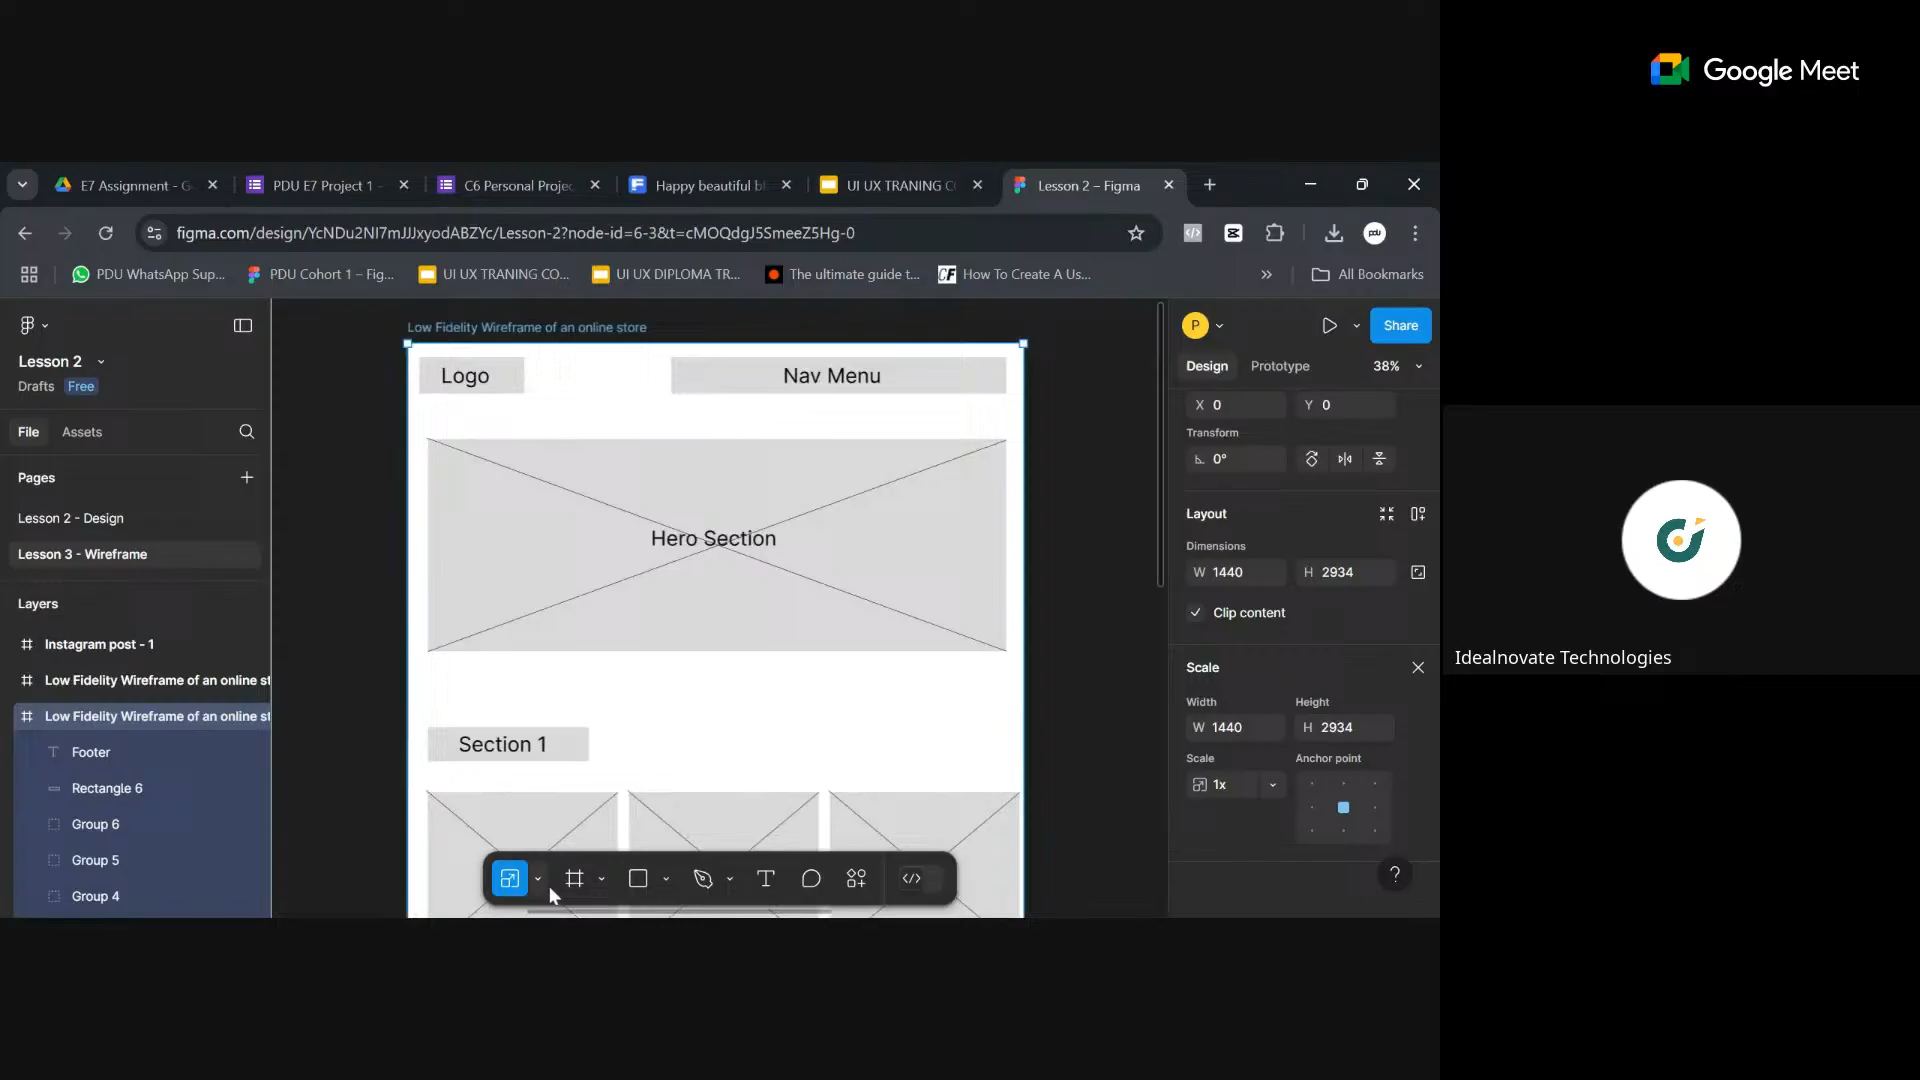 Google Meet
E7 Assignment - G
PDU E7 Project 1 -
C6 Personal Projec
Happy beautiful b
UI UX TRANING C
Lesson 2 – Figma
figma.com/design/YcNDu2NI7mJJJxyodABZYc/Lesson-2?node-id=6-3&t=cMOQdgJ5SmeeZ5Hg-0
pdu
PDU WhatsApp Sup...
PDU Cohort 1 – Fig...
UI UX TRANING CO...
UI UX DIPLOMA TR...
The ultimate guide t...
CF
How To Create A Us...
All Bookmarks
Lesson 2
Drafts Free
File Assets
Pages
Lesson 2 - Design
Lesson 3 - Wireframe
Layers
Instagram post - 1
Low Fidelity Wireframe of an online st
Low Fidelity Wireframe of an online st
Footer
Rectangle 6
Group 6
Group 5
Group 4
Low Fidelity Wireframe of an online store
Logo
Nav Menu
Hero Section
Section 1
P
Share
Design Prototype 38%
X 0 Y 0
Transform
0°
Layout
Dimensions
W 1440 H 2934
Clip content
Scale
Width Height
W 1440 H 2934
Scale Anchor point
1x
?
Idealnovate Technologies